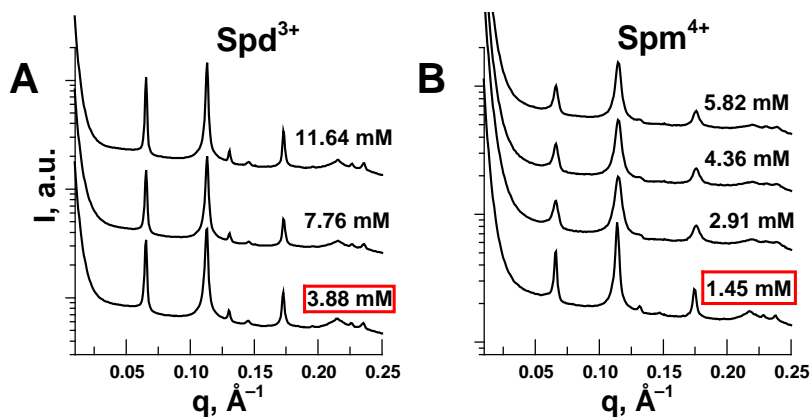 A
Spd³⁺
I, a.u.
11.64 mM
7.76 mM
3.88 mM
0.05 0.10 0.15 0.20 0.25
q, Å⁻¹
B
Spm⁴⁺
5.82 mM
4.36 mM
2.91 mM
1.45 mM
0.05 0.10 0.15 0.20 0.25
q, Å⁻¹